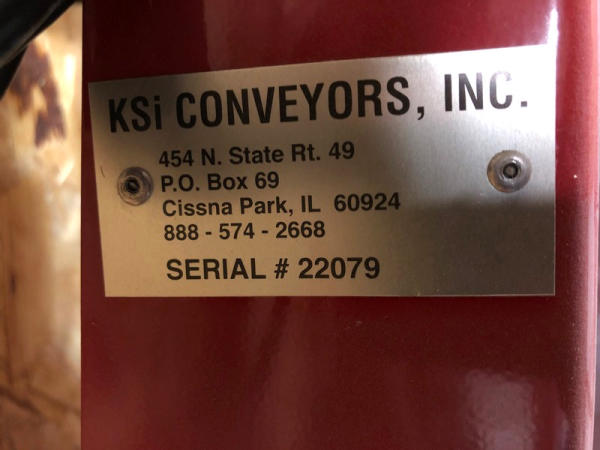 KSi CONVEYORS, INC.
454 N. State Rt. 49
P.O. Box 69
Cissna Park, IL 60924
888 - 574 - 2668
SERIAL # 22079